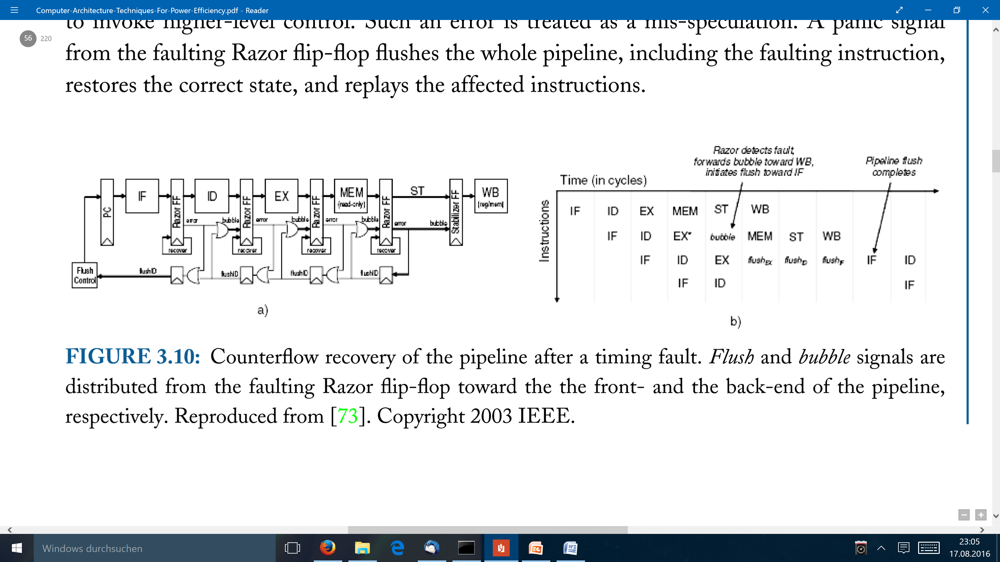 Computer-Architecture-Techniques-For-Power-Efficiency.pdf - Reader
56 220
to invoke higher-level control. Such an error is treated as a mis-speculation. A panic signal
from the faulting Razor flip-flop flushes the whole pipeline, including the faulting instruction,
restores the correct state, and replays the affected instructions.
PC
IF
Razor FF
ID
Razor FF
EX
Razor FF
MEM
(read-only)
Razor FF
ST
Stabilizer FF
WB
(reg/mem)
error bubble error bubble error bubble error bubble
recover recover recover recover
Flush
Control
flushID flushID flushID flushID
a)
Razor detects fault,
forwards bubble toward WB,
initiates flush toward IF
Pipeline flush
completes
Time (in cycles)
Instructions
IF ID EX MEM ST WB
IF ID EX* bubble MEM ST WB
IF ID EX flushEX flushID flushIF IF ID
IF ID IF
b)
FIGURE 3.10: Counterflow recovery of the pipeline after a timing fault. Flush and bubble signals are
distributed from the faulting Razor flip-flop toward the the front- and the back-end of the pipeline,
respectively. Reproduced from [73]. Copyright 2003 IEEE.
Windows durchsuchen
23:05
17.08.2016